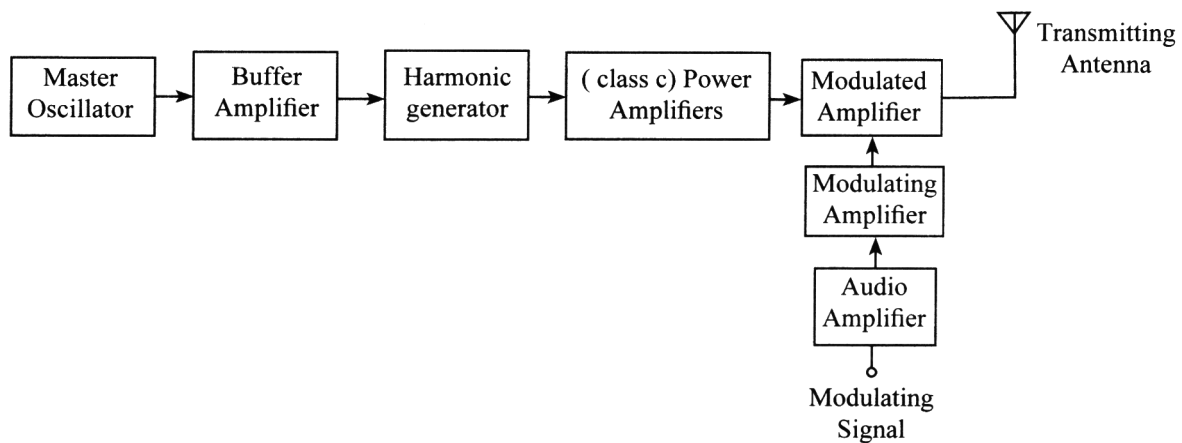 Master
Oscillator
Buffer
Amplifier
Harmonic
generator
( class c) Power
Amplifiers
Modulated
Amplifier
Transmitting
Antenna
Modulating
Amplifier
Audio
Amplifier
Modulating
Signal